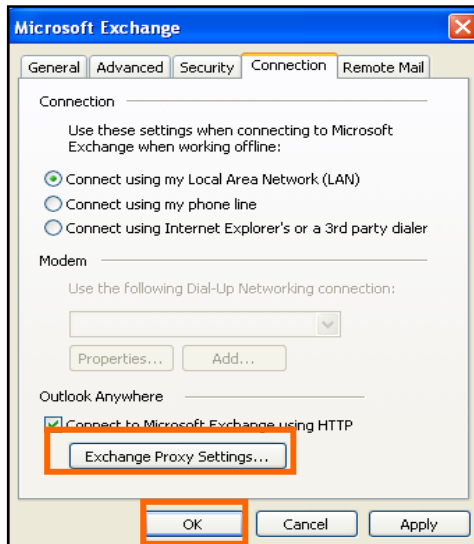 Microsoft Exchange
General Advanced Security Connection Remote Mail
Connection
Use these settings when connecting to Microsoft
Exchange when working offline:
Connect using my Local Area Network (LAN)
Connect using my phone line
Connect using Internet Explorer's or a 3rd party dialer
Modem
Use the following Dial-Up Networking connection:
Properties... Add...
Outlook Anywhere
Connect to Microsoft Exchange using HTTP
Exchange Proxy Settings...
OK Cancel Apply